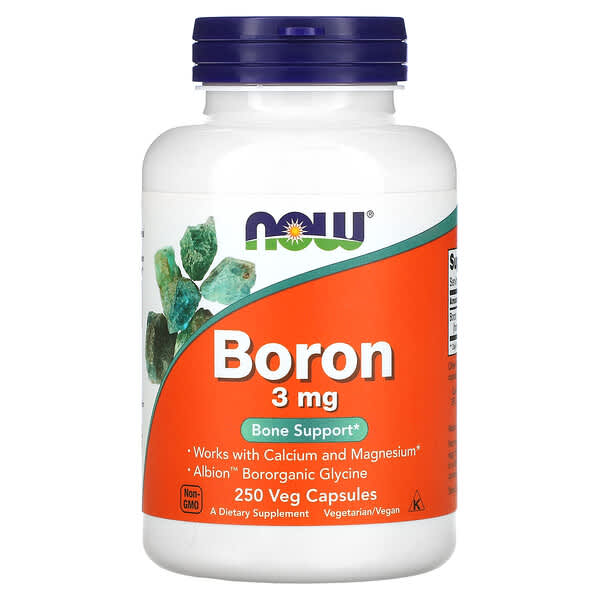 now®
Boron
3 mg
Bone Support*
• Works with Calcium and Magnesium*
• Albion™ Bororganic Glycine
Non-
GMO
250 Veg Capsules
K
A Dietary Supplement Vegetarian/Vegan